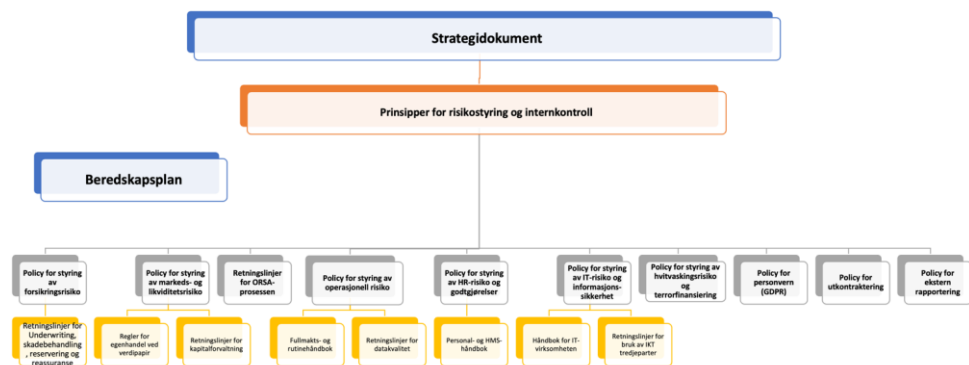 Strategidokument
Prinsipper for risikostyring og internkontroll
Beredskapsplan
Policy for styring
av
forsikringsrisiko
Policy for styring
av markeds- og
likviditetsrisiko
Retningslinjer
for ORSA-
prosessen
Policy for styring av
operasjonell risiko
Policy for styring
av HR-risiko og
godtgjørelser
Policy for styring
av IT-risiko og
informasjons-
sikkerhet
Policy for styring av
hvitvaskingsrisiko
og
terrorfinansiering
Policy for
personvern
(GDPR)
Policy for
utkontraktering
Policy for
ekstern
rapportering
Retningslinjer for
Underwriting,
skadebehandling
, reservering og
reassuranse
Regler for
egenhandel ved
verdipapir
Retningslinjer for
kapitalforvaltning
Fullmakts- og
rutinehåndbok
Retningslinjer for
datakvalitet
Personal- og HMS-
håndbok
Håndbok for IT-
virksomheten
Retningslinjer for
bruk av IKT
tredjeparter